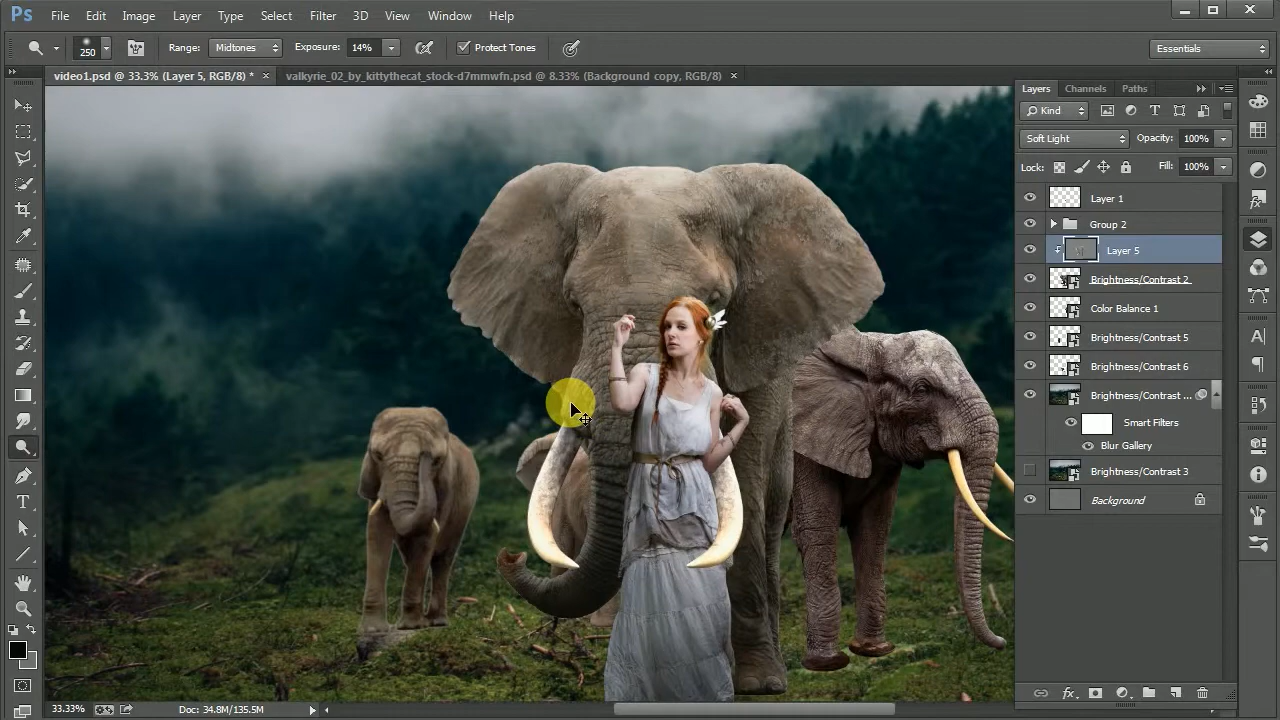 Ps File Edit Image Layer Type Select Filter 3D View Window Help
250 Range: Midtones Exposure: 14% Protect Tones Essentials
video1.psd @ 33.3% (Layer 5, RGB/8) * × valkyrie_02_by_kittythecat_stock-d7mmwfn.psd @ 8.33% (Background copy, RGB/8) ×
Layers Channels Paths
Kind
Soft Light Opacity: 100%
Lock: Fill: 100%
Layer 1
Group 2
Layer 5
Brightness/Contrast 2
Color Balance 1
Brightness/Contrast 5
Brightness/Contrast 6
Brightness/Contrast ...
Smart Filters
Blur Gallery
Brightness/Contrast 3
Background
33.33% Doc: 34.8M/135.5M